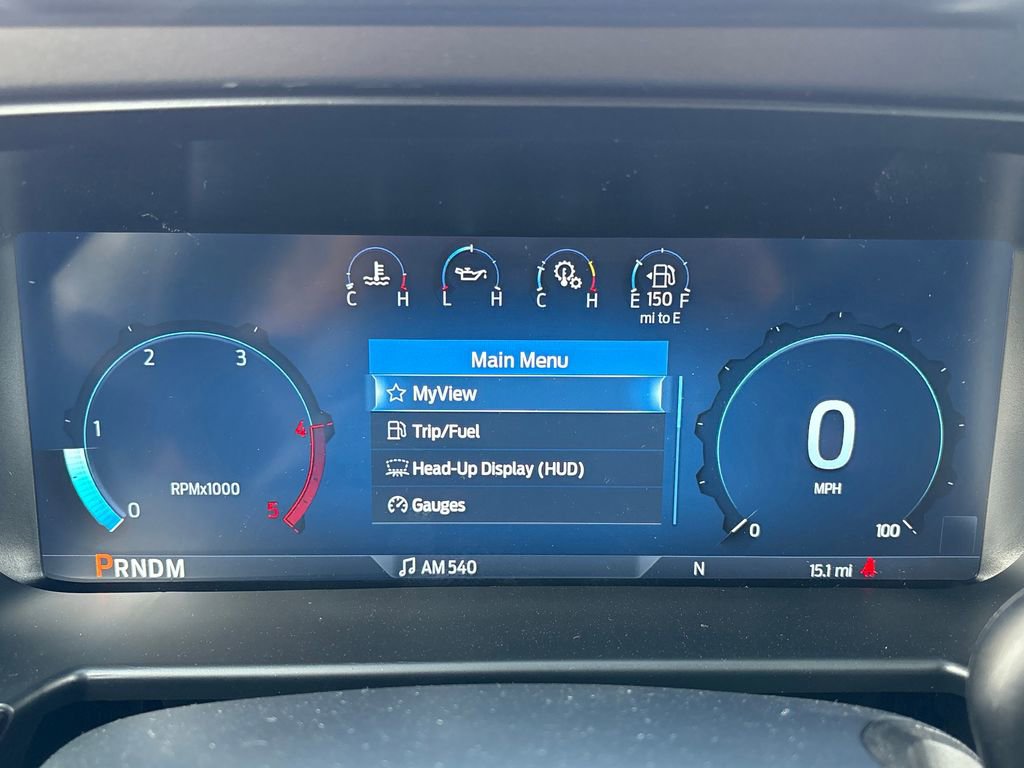 C H
L H
C H
E 150 F
mi to E
Main Menu
MyView
Trip/Fuel
Head-Up Display (HUD)
Gauges
0 1 2 3 4 5
RPMx1000
0
MPH
0 100
PRNDM
AM 540
N
15.1 mi